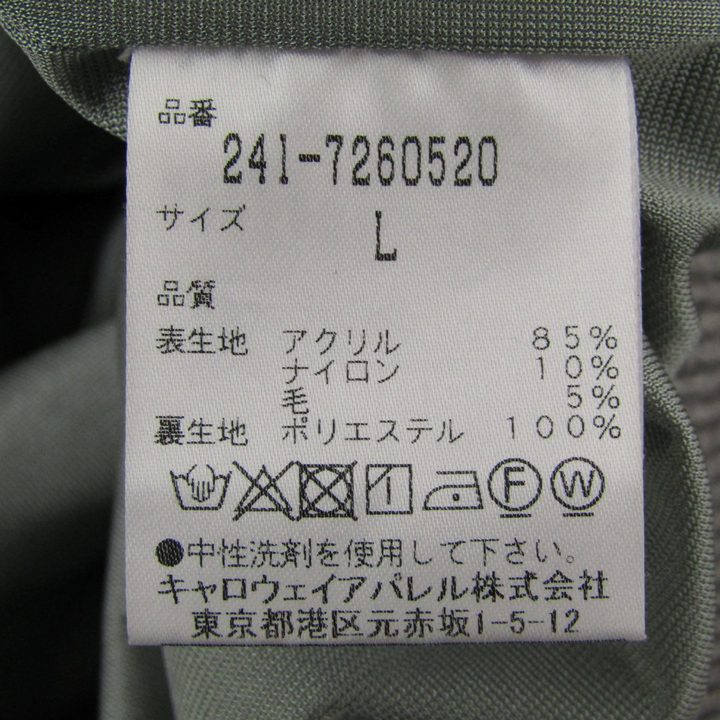 品番
241-7260520
サイズ
L
品質
表生地 アクリル 85%
ナイロン 10%
毛 5%
裏生地 ポリエステル 100%
F W
●中性洗剤を使用して下さい。
キャロウェイアパレル株式会社
東京都港区元赤坂1-5-12